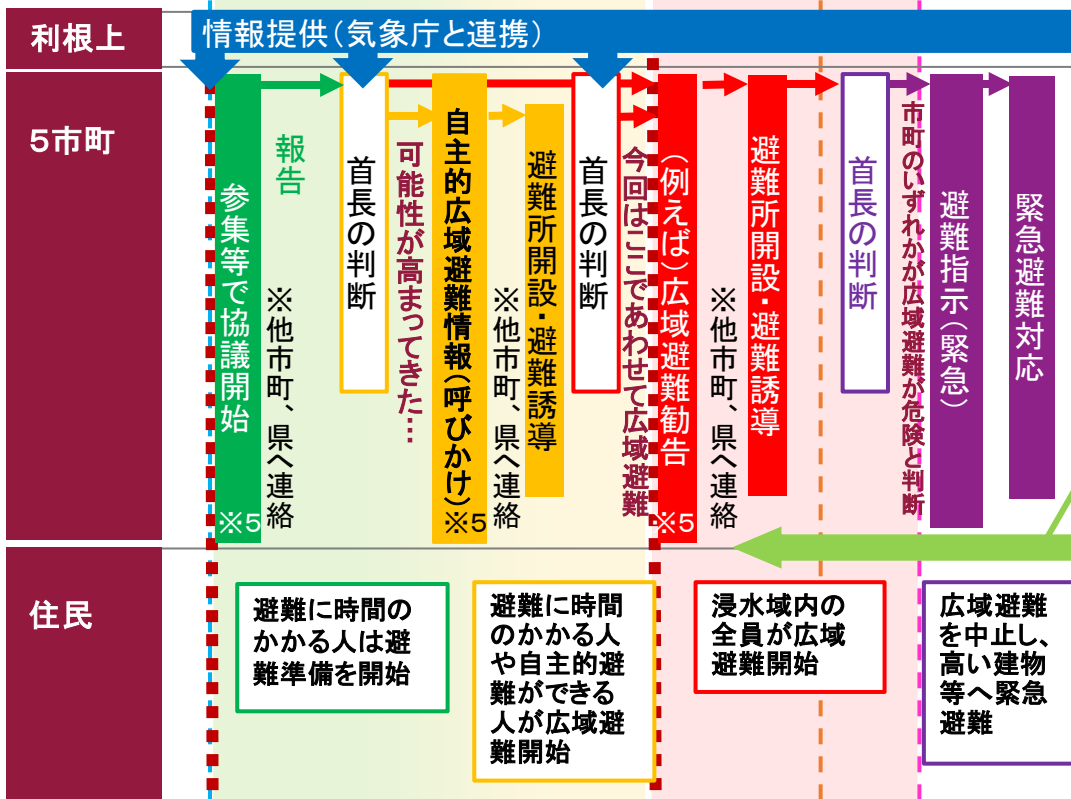 利根上
情報提供（気象庁と連携）
5市町
参集等で協議開始
※5
報告
※他市町、県へ連絡
首長の判断
可能性が高まってきた…
自主的広域避難情報（呼びかけ）
※5
※他市町、県へ連絡
避難所開設・避難誘導
首長の判断
今回はここであわせて広域避難
（例えば）広域避難勧告
※5
※他市町、県へ連絡
避難所開設・避難誘導
首長の判断
市町のいずれかが広域避難が危険と判断
避難指示（緊急）
緊急避難対応
住民
避難に時間の
かかる人は避
難準備を開始
避難に時間
のかかる人
や自主的避
難ができる
人が広域避
難開始
浸水域内の
全員が広域
避難開始
広域避難
を中止し、
高い建物
等へ緊急
避難